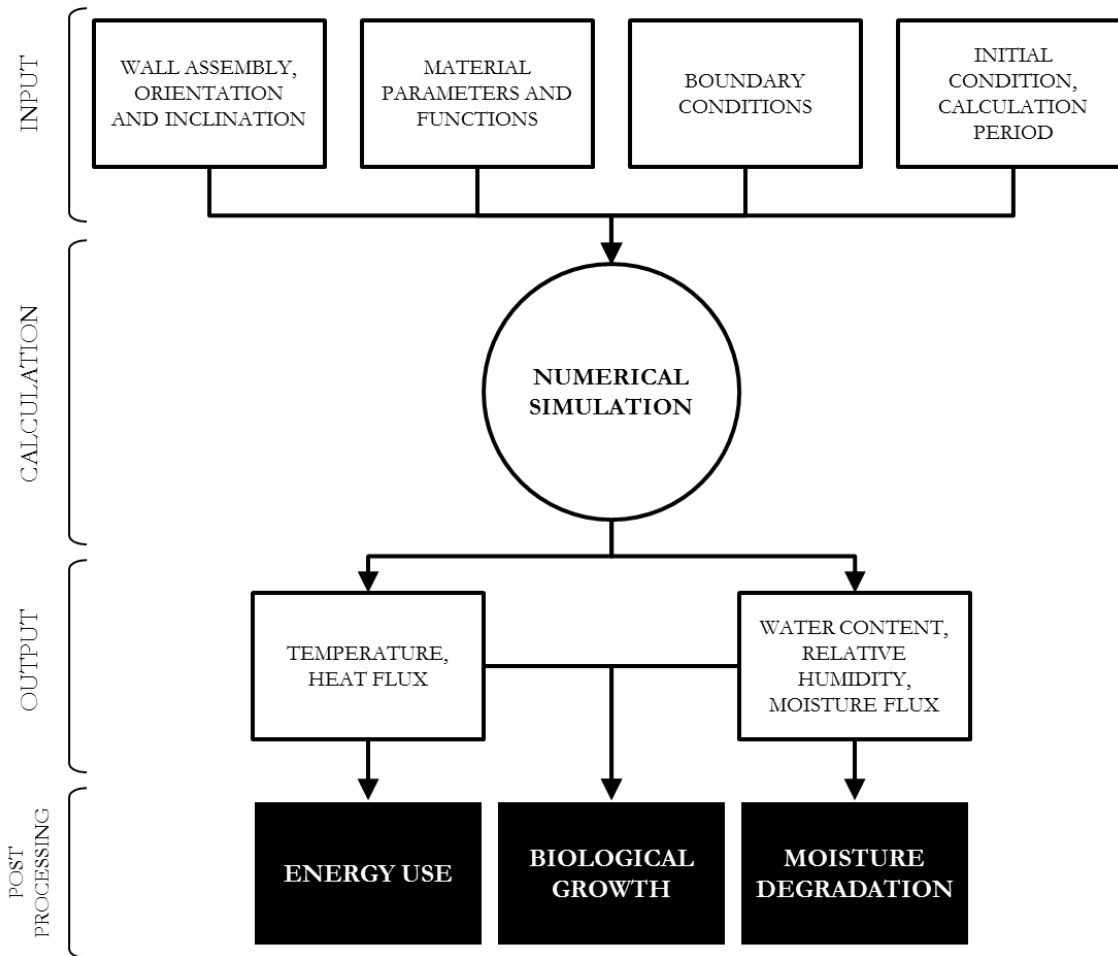 INPUT
WALL ASSEMBLY,
ORIENTATION
AND INCLINATION
MATERIAL
PARAMETERS AND
FUNCTIONS
BOUNDARY
CONDITIONS
INITIAL
CONDITION,
CALCULATION
PERIOD
CALCULATION
NUMERICAL
SIMULATION
OUTPUT
TEMPERATURE,
HEAT FLUX
WATER CONTENT,
RELATIVE
HUMIDITY,
MOISTURE FLUX
POST
PROCESSING
ENERGY USE
BIOLOGICAL
GROWTH
MOISTURE
DEGRADATION